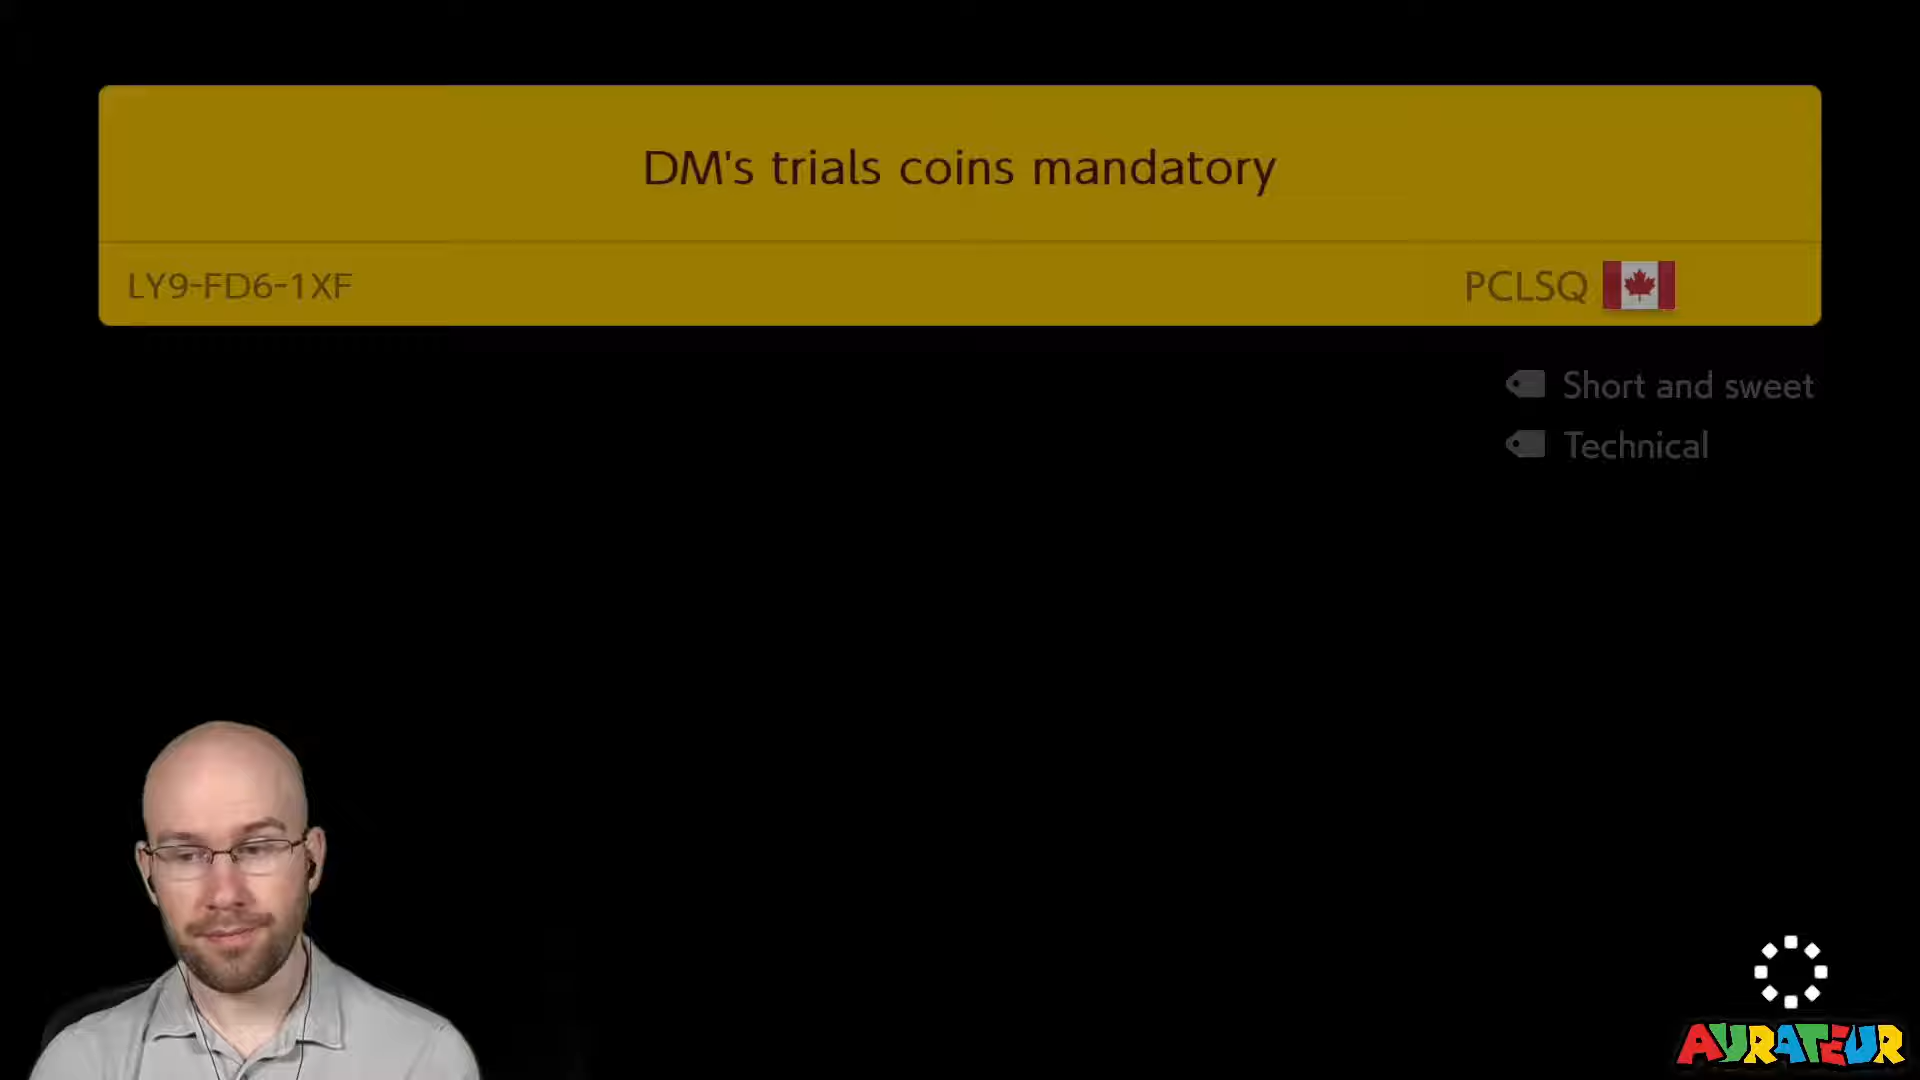 DM's trials coins mandatory
LY9-FD6-1XF
PCLSQ
Short and sweet
Technical
AURATEUR